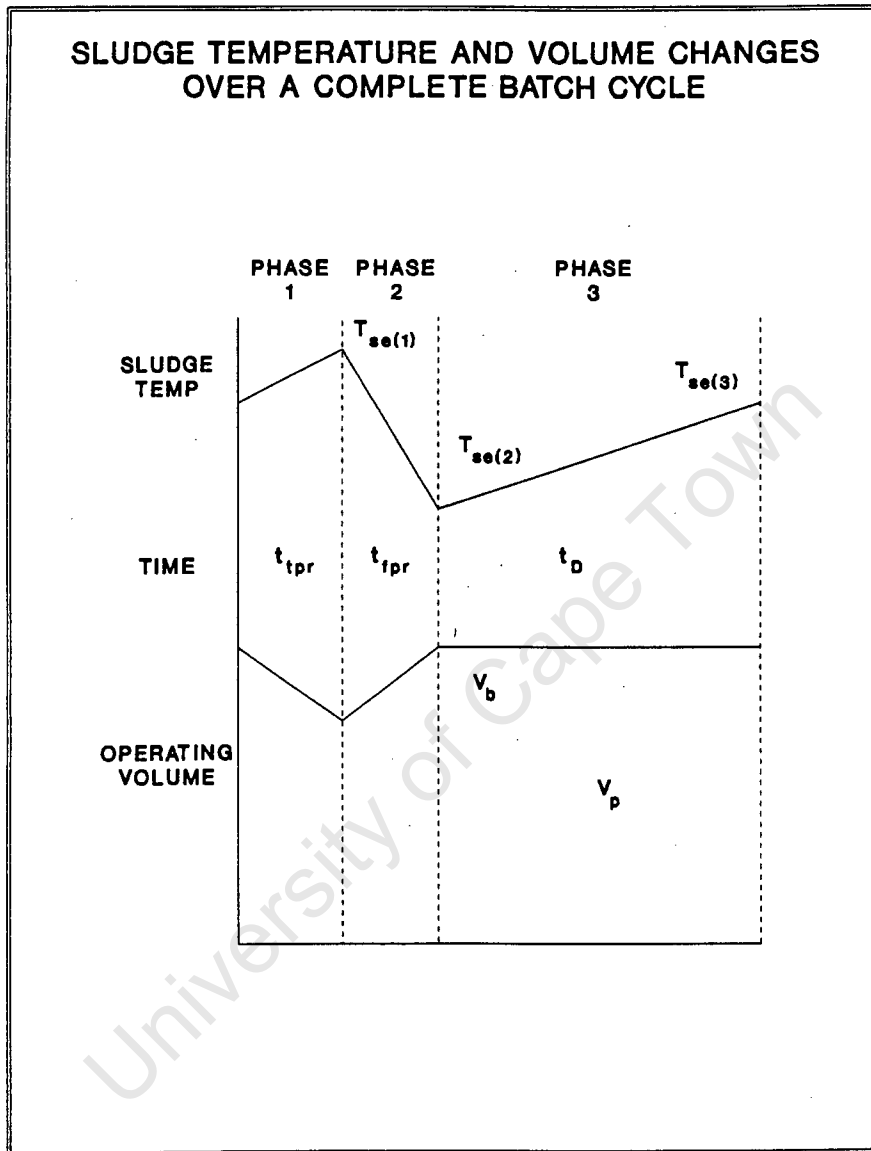 SLUDGE TEMPERATURE AND VOLUME CHANGES
OVER A COMPLETE BATCH CYCLE
PHASE
1
PHASE
2
PHASE
3
SLUDGE
TEMP
T_se(1)
T_se(2)
T_se(3)
TIME
t_tpr
t_fpr
t_D
OPERATING
VOLUME
V_b
V_p
University of Cape Town